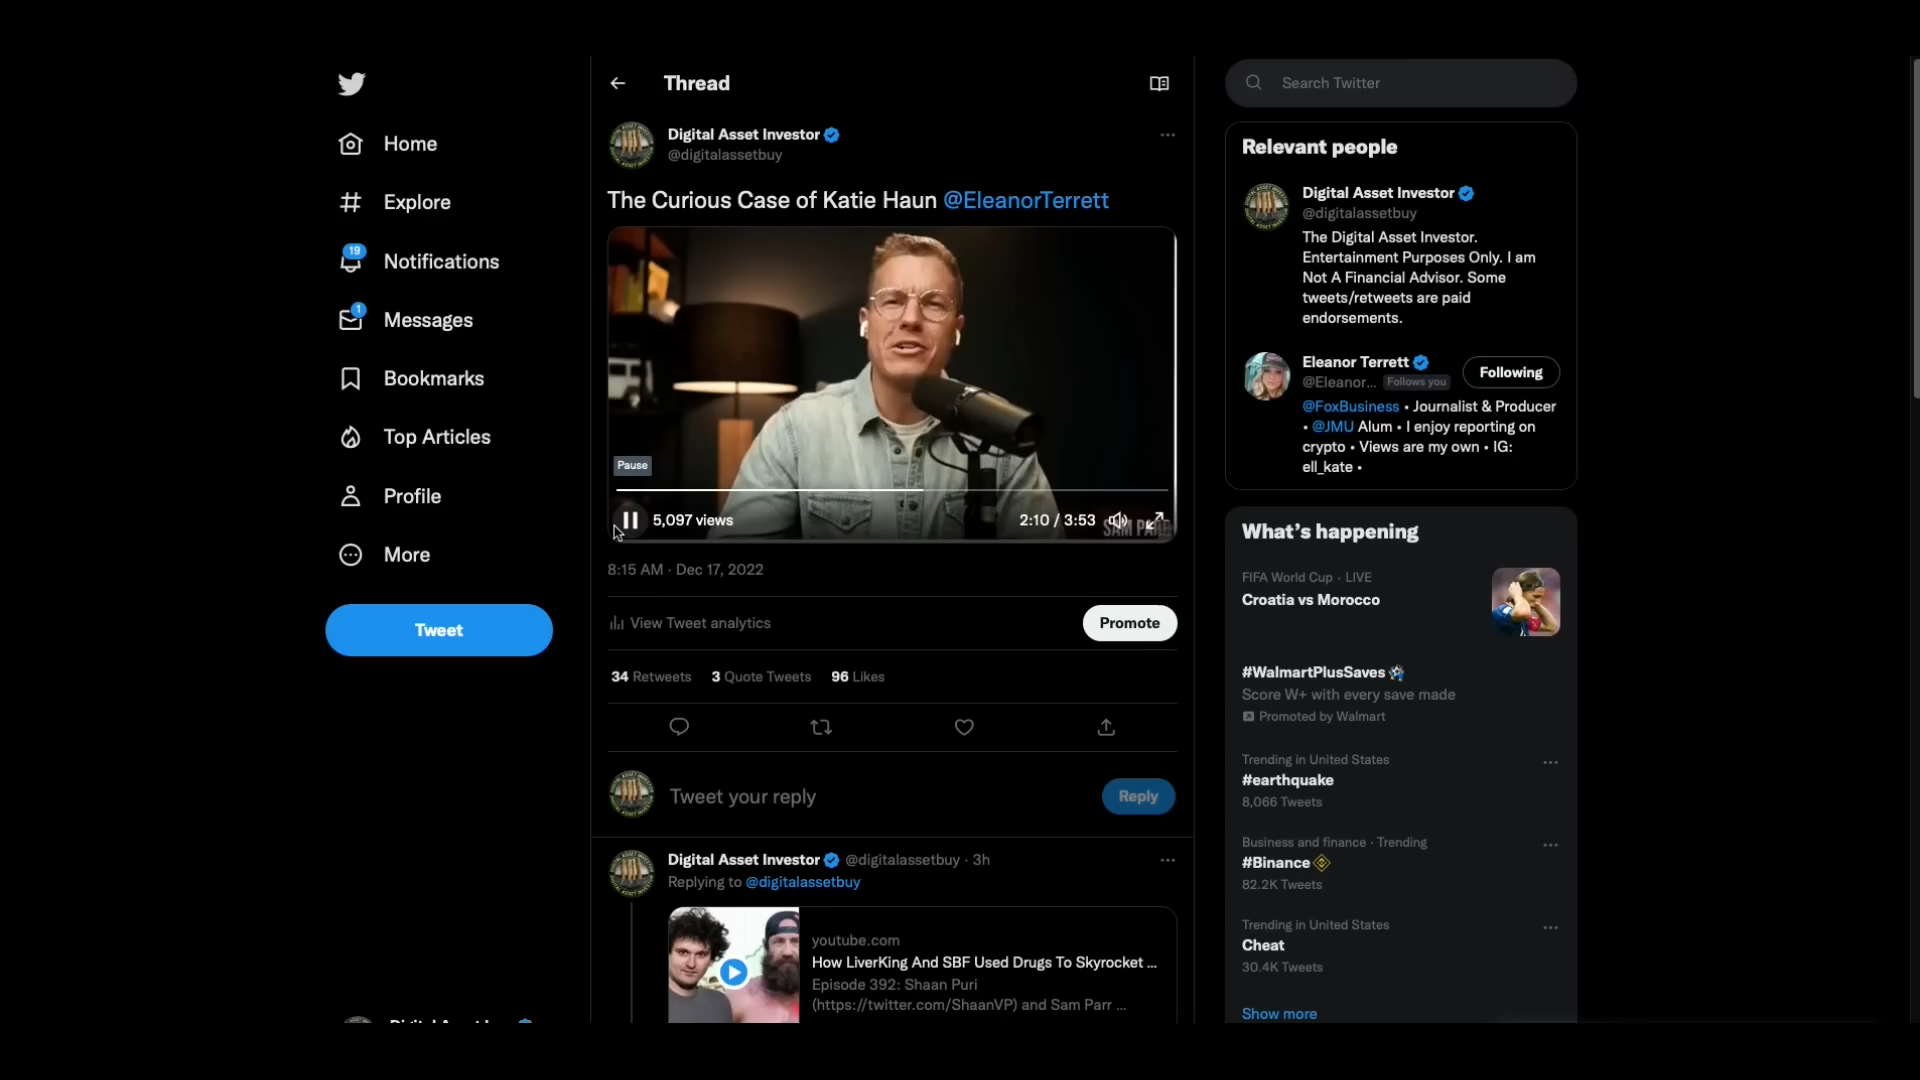 Home
Explore
19
Notifications
1
Messages
Bookmarks
Top Articles
Profile
More
Tweet
Thread
Digital Asset Investor
@digitalassetbuy
The Curious Case of Katie Haun @EleanorTerrett
Pause
5,097 views
2:10 / 3:53
SAM PARR
8:15 AM · Dec 17, 2022
View Tweet analytics
Promote
34 Retweets 3 Quote Tweets 96 Likes
Tweet your reply
Reply
Digital Asset Investor @digitalassetbuy · 3h
Replying to @digitalassetbuy
youtube.com
How LiverKing And SBF Used Drugs To Skyrocket ...
Episode 392: Shaan Puri
(https://twitter.com/ShaanVP) and Sam Parr ...
Search Twitter
Relevant people
Digital Asset Investor
@digitalassetbuy
The Digital Asset Investor.
Entertainment Purposes Only. I am
Not A Financial Advisor. Some
tweets/retweets are paid
endorsements.
Eleanor Terrett
@Eleanor... Follows you
Following
@FoxBusiness • Journalist & Producer
• @JMU Alum • I enjoy reporting on
crypto • Views are my own • IG:
ell_kate •
What's happening
FIFA World Cup · LIVE
Croatia vs Morocco
#WalmartPlusSaves
Score W+ with every save made
Promoted by Walmart
Trending in United States
#earthquake
8,066 Tweets
Business and finance · Trending
#Binance
82.2K Tweets
Trending in United States
Cheat
30.4K Tweets
Show more